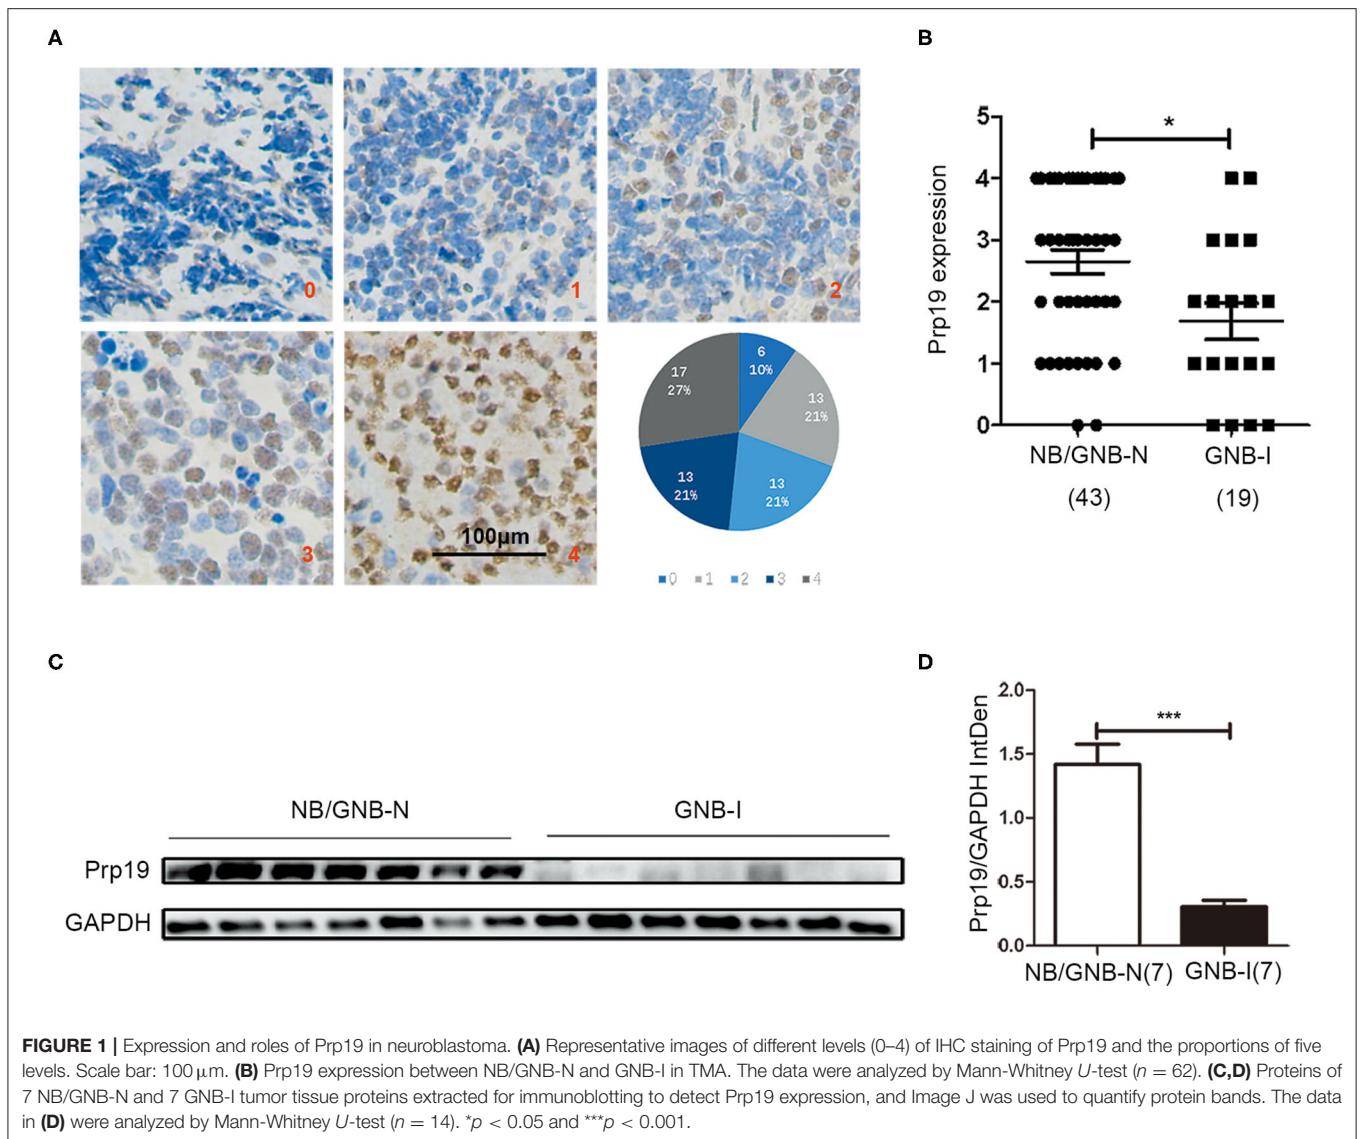 A
0
1
2
3
100µm
4
6
10%
13
21%
13
21%
13
21%
17
27%
0 1 2 3 4
B
Prp19 expression
5
4
3
2
1
0
*
NB/GNB-N
GNB-I
(43)
(19)
C
NB/GNB-N
GNB-I
Prp19
GAPDH
D
Prp19/GAPDH IntDen
2.0
1.5
1.0
0.5
0.0
***
NB/GNB-N(7)
GNB-I(7)
FIGURE 1 | Expression and roles of Prp19 in neuroblastoma. (A) Representative images of different levels (0–4) of IHC staining of Prp19 and the proportions of five
levels. Scale bar: 100 µm. (B) Prp19 expression between NB/GNB-N and GNB-I in TMA. The data were analyzed by Mann-Whitney U-test (n = 62). (C,D) Proteins of
7 NB/GNB-N and 7 GNB-I tumor tissue proteins extracted for immunoblotting to detect Prp19 expression, and Image J was used to quantify protein bands. The data
in (D) were analyzed by Mann-Whitney U-test (n = 14). *p < 0.05 and ***p < 0.001.